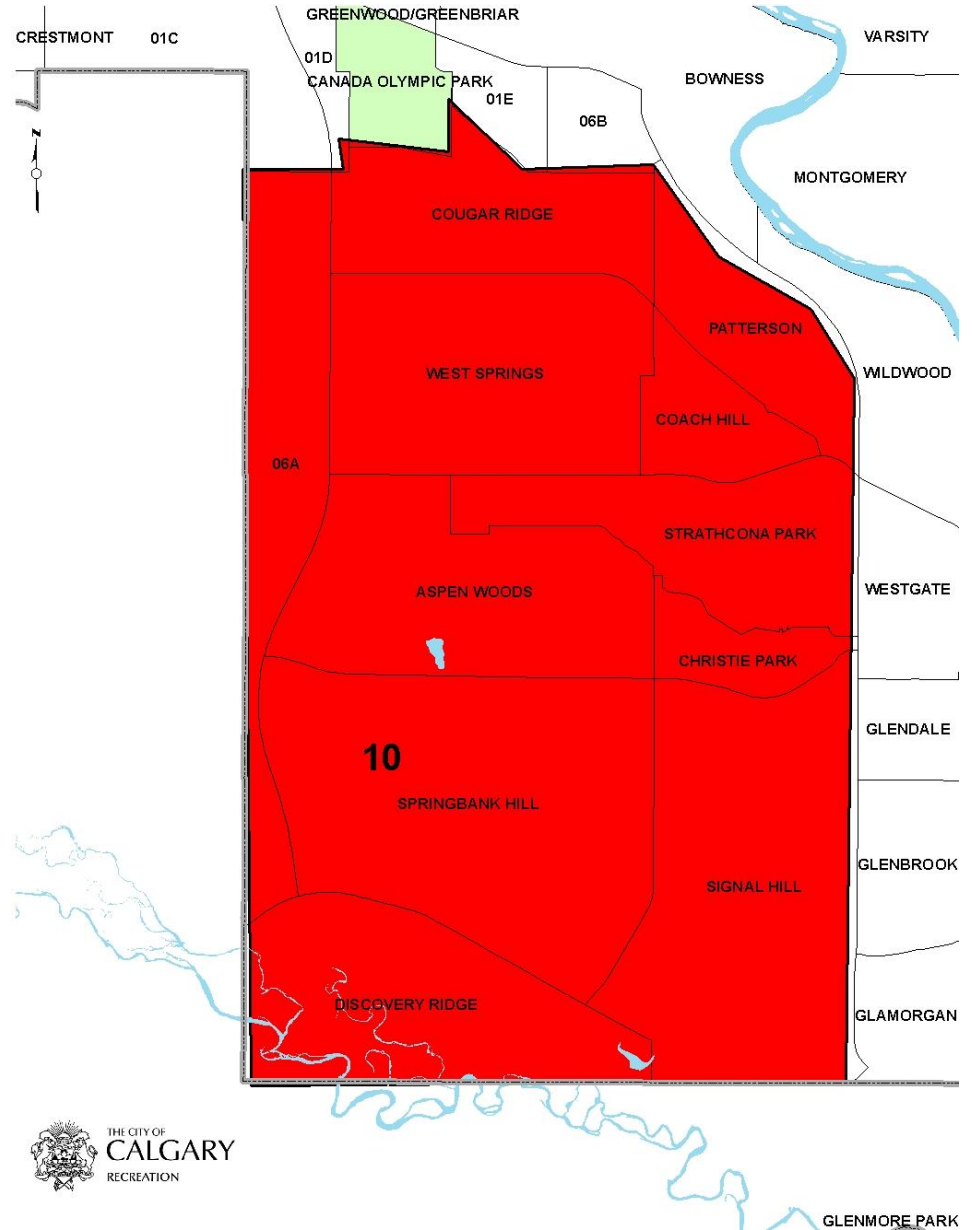 GREENWOOD/GREENBRIAR
CRESTMONT
01C
VARSITY
01D
CANADA OLYMPIC PARK
BOWNESS
01E
06B
N
MONTGOMERY
COUGAR RIDGE
PATTERSON
WEST SPRINGS
WILDWOOD
COACH HILL
06A
STRATHCONA PARK
ASPEN WOODS
WESTGATE
CHRISTIE PARK
GLENDALE
10
SPRINGBANK HILL
GLENBROOK
SIGNAL HILL
DISCOVERY RIDGE
GLAMORGAN
THE CITY OF
CALGARY
RECREATION
GLENMORE PARK